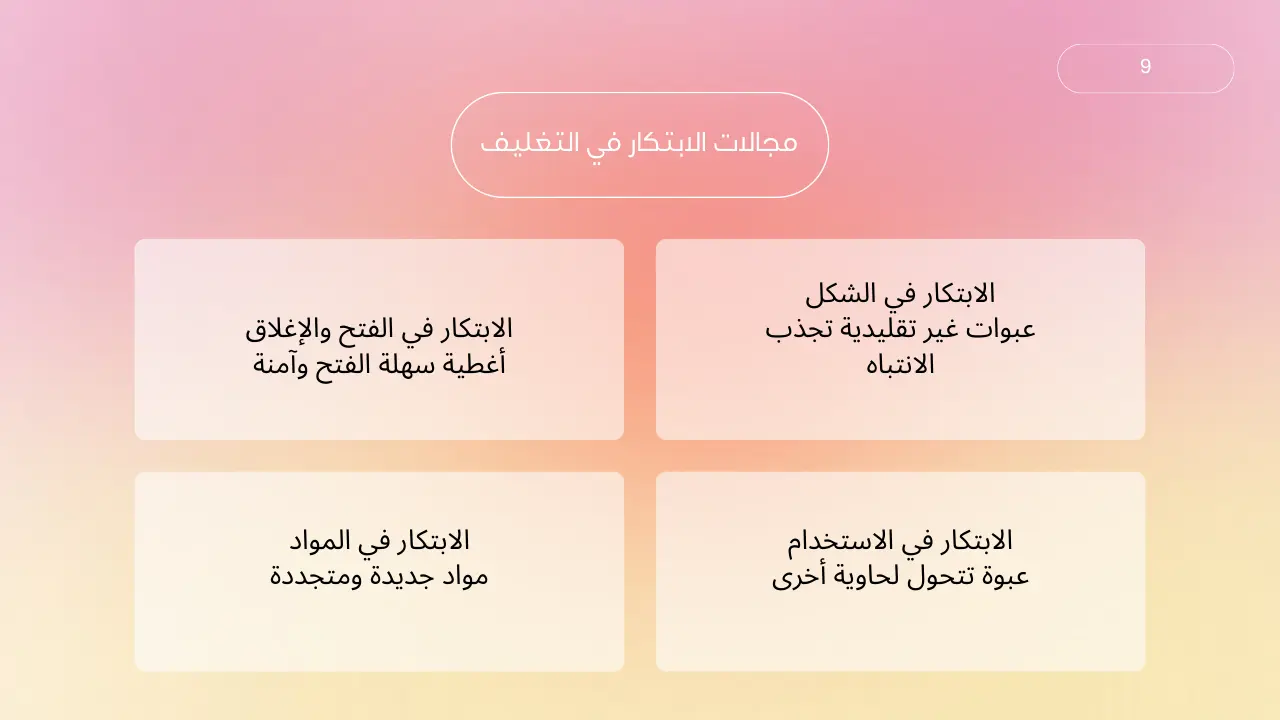 9
مجالات الابتكار في التغليف
الابتكار في الشكل
عبوات غير تقليدية تجذب
الانتباه
الابتكار في الفتح والإغلاق
أغطية سهلة الفتح وآمنة
الابتكار في الاستخدام
عبوة تتحول لحاوية أخرى
الابتكار في المواد
مواد جديدة ومتجددة